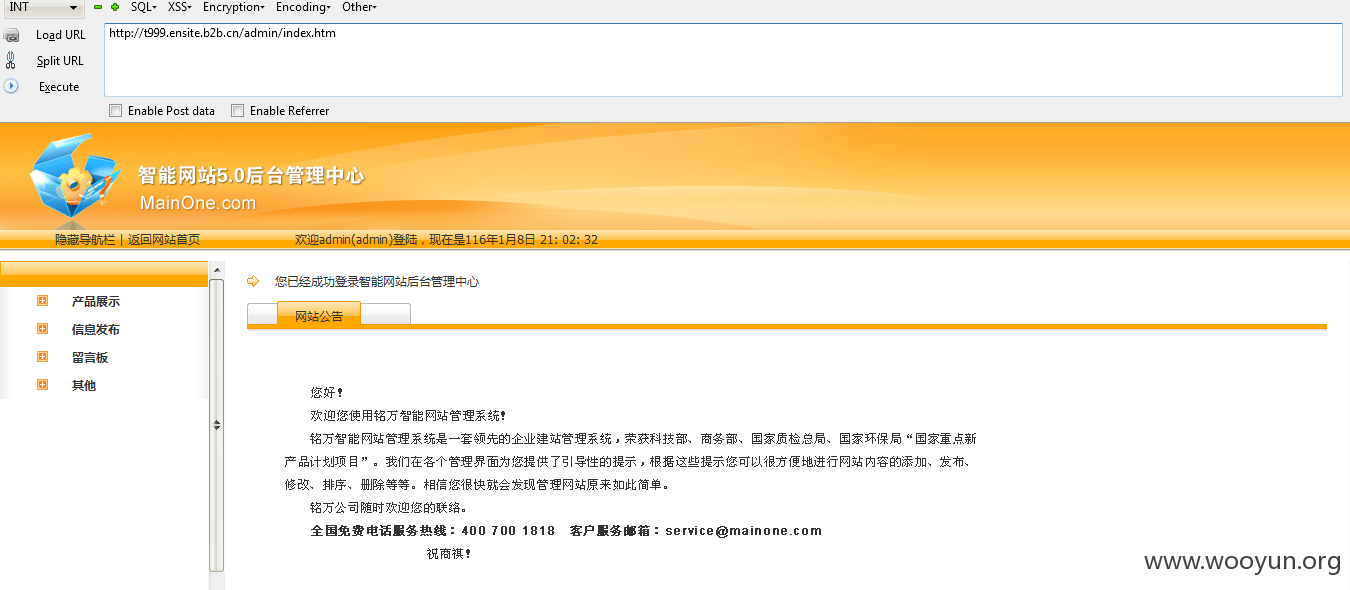 INT SQL XSS Encryption Encoding Other
Load URL http://t999.ensite.b2b.cn/admin/index.htm
Split URL
Execute
Enable Post data Enable Referrer
智能网站5.0后台管理中心
MainOne.com
隐藏导航栏 | 返回网站首页 欢迎admin(admin)登陆，现在是116年1月8日 21: 02: 32
您已经成功登录智能网站后台管理中心
产品展示
信息发布
留言板
其他
网站公告
您好！
欢迎您使用铭万智能网站管理系统！
铭万智能网站管理系统是一套领先的企业建站管理系统，荣获科技部、商务部、国家质检总局、国家环保局“国家重点新
产品计划项目”。我们在各个管理界面为您提供了引导性的提示，根据这些提示您可以很方便地进行网站内容的添加、发布、
修改、排序、删除等等。相信您很快就会发现管理网站原来如此简单。
铭万公司随时欢迎您的联络。
全国免费电话服务热线：400 700 1818 客户服务邮箱：service@mainone.com
祝商祺！
www.wooyun.org